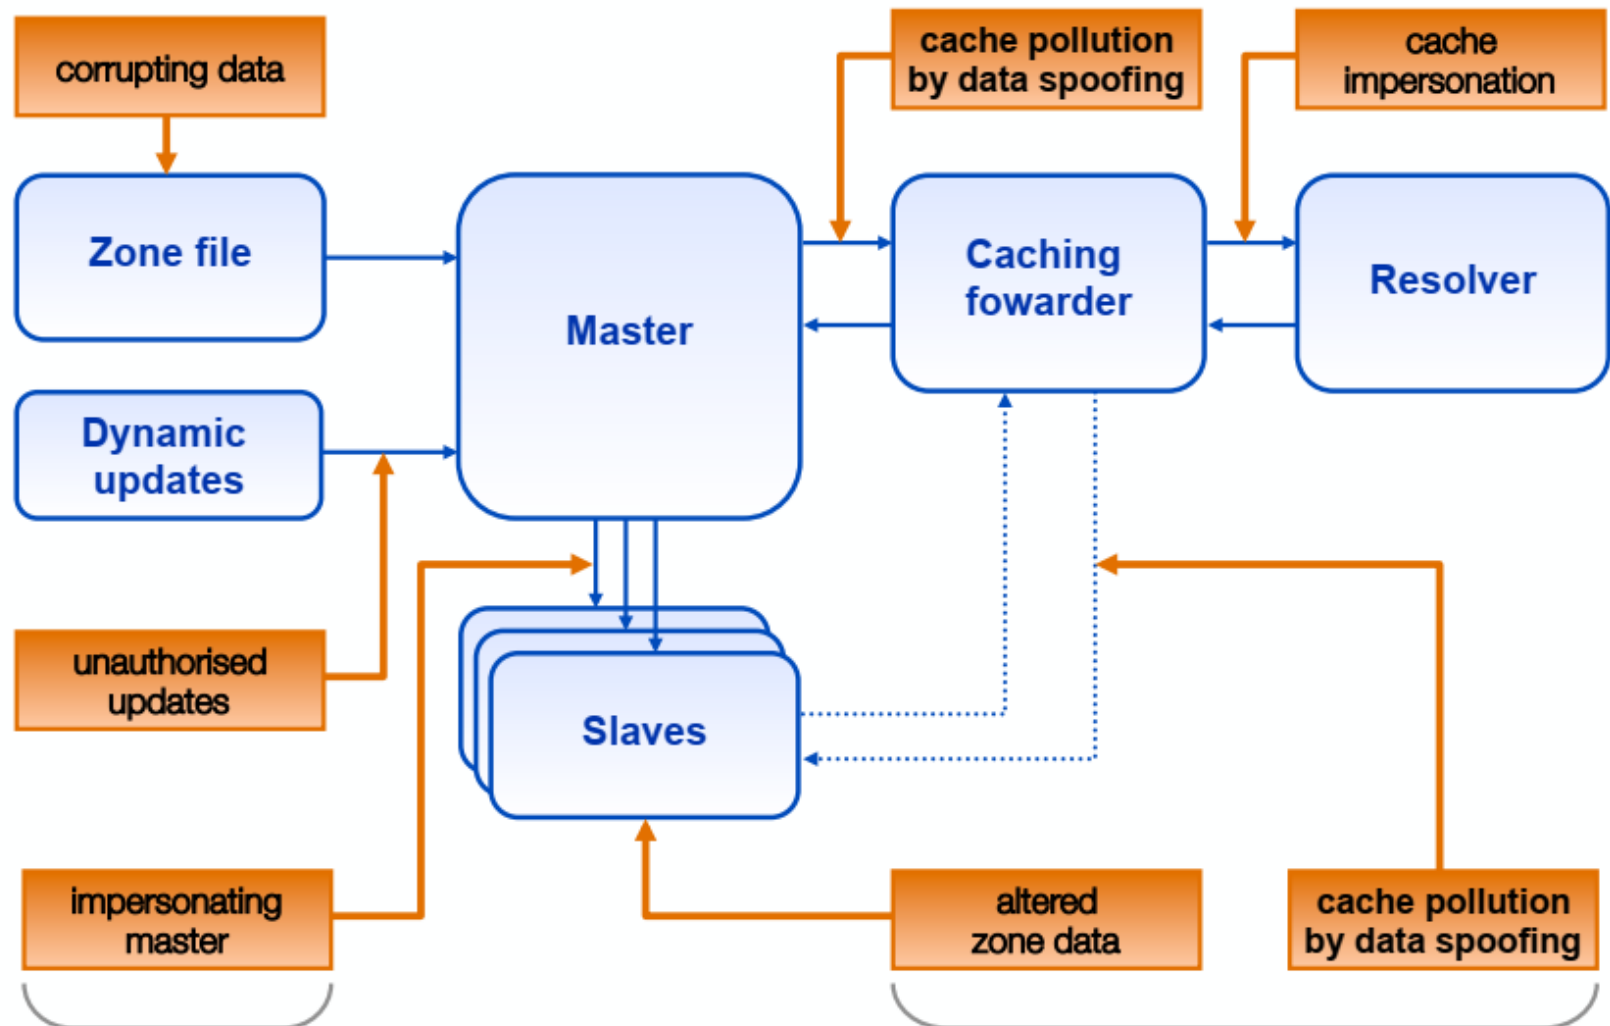 corrupting data
cache pollution
by data spoofing
cache
impersonation
Zone file
Master
Caching
fowarder
Resolver
Dynamic
updates
unauthorised
updates
Slaves
impersonating
master
altered
zone data
cache pollution
by data spoofing